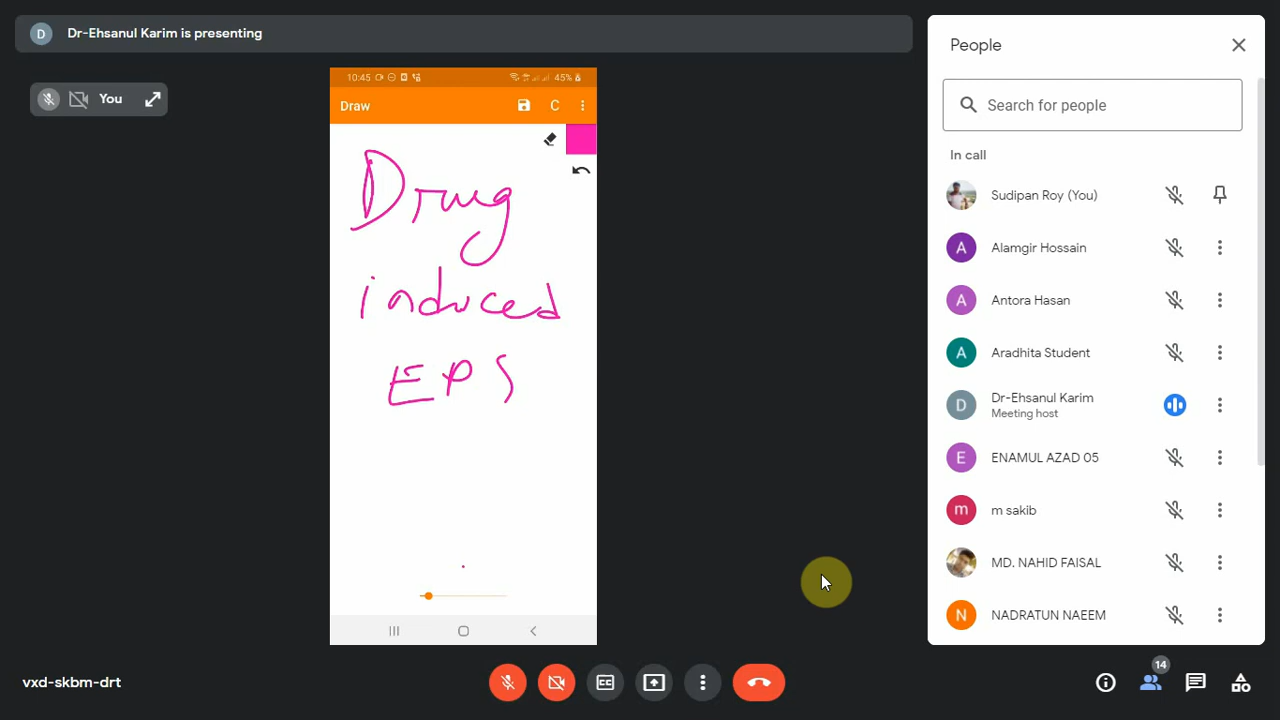 Dr-Ehsanul Karim is presenting
D
You
10:45
45%
Draw
C
Drug
induced
EPS
People
Search for people
In call
Sudipan Roy (You)
A
Alamgir Hossain
A
Antora Hasan
A
Aradhita Student
D
Dr-Ehsanul Karim
Meeting host
E
ENAMUL AZAD 05
m
m sakib
MD. NAHID FAISAL
N
NADRATUN NAEEM
vxd-skbm-drt
CC
14